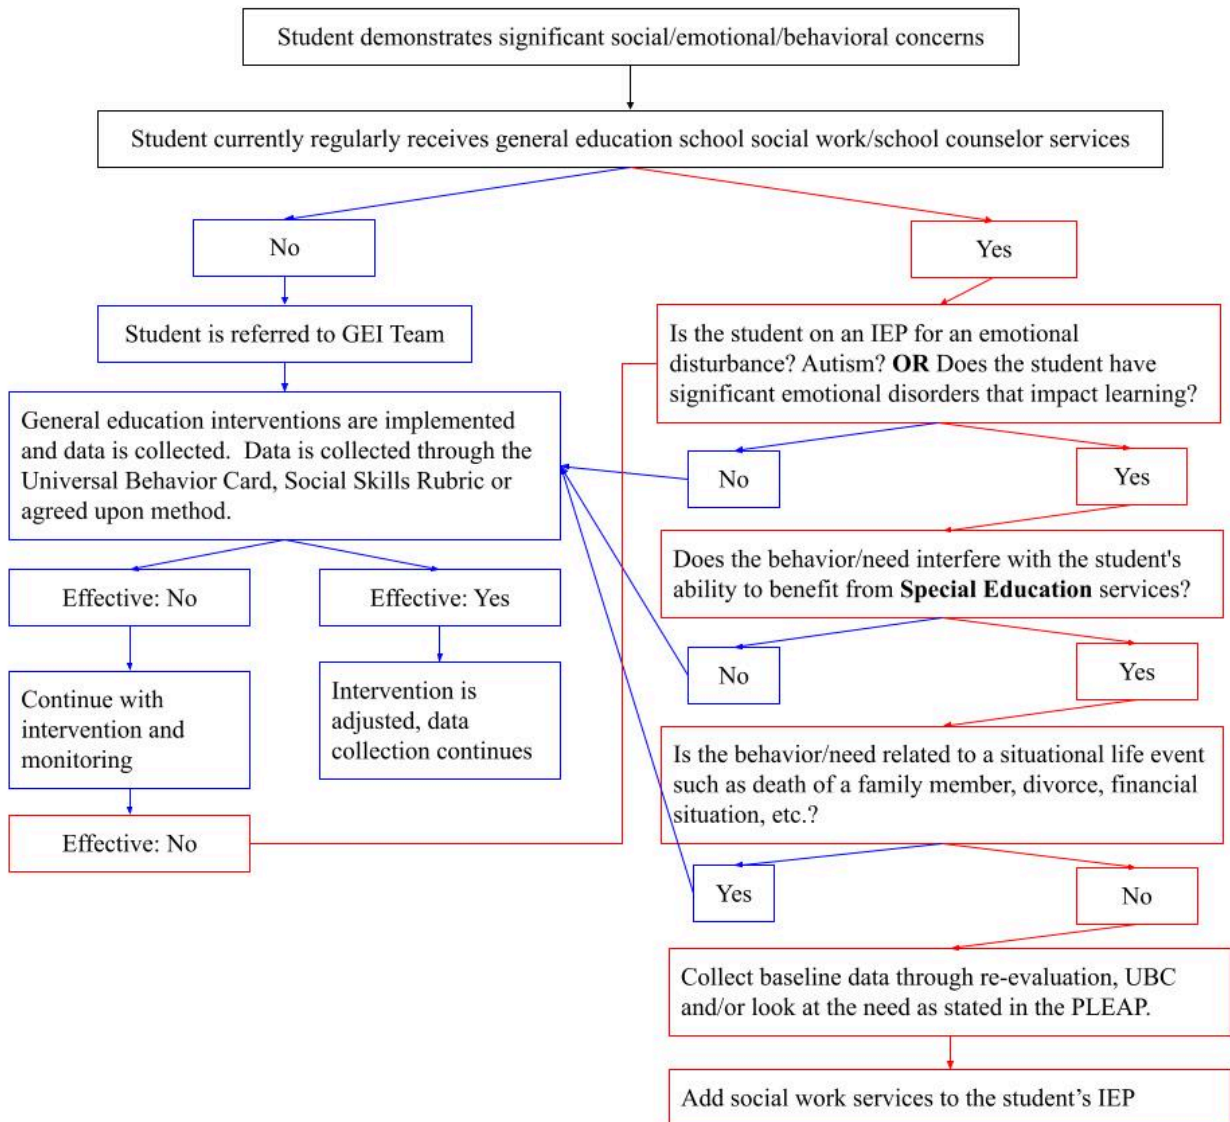 Student demonstrates significant social/emotional/behavioral concerns
Student currently regularly receives general education school social work/school counselor services
No
Yes
Student is referred to GEI Team
Is the student on an IEP for an emotional
disturbance? Autism? OR Does the student have
significant emotional disorders that impact learning?
General education interventions are implemented
and data is collected.  Data is collected through the
Universal Behavior Card, Social Skills Rubric or
agreed upon method.
No
Yes
Does the behavior/need interfere with the student's
ability to benefit from Special Education services?
Effective: No
Effective: Yes
No
Yes
Continue with
intervention and
monitoring
Intervention is
adjusted, data
collection continues
Is the behavior/need related to a situational life event
such as death of a family member, divorce, financial
situation, etc.?
Effective: No
Yes
No
Collect baseline data through re-evaluation, UBC
and/or look at the need as stated in the PLEAP.
Add social work services to the student’s IEP